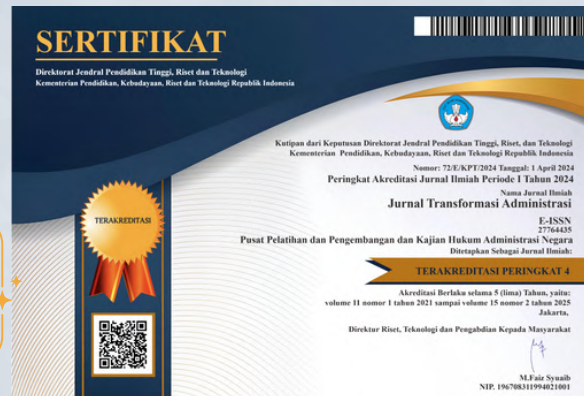 SERTIFIKAT
Direktorat Jendral Pendidikan Tinggi, Riset dan Teknologi
Kementerian Pendidikan, Kebudayaan, Riset dan Teknologi Republik Indonesia
Kutipan dari Keputusan Direktorat Jendral Pendidikan Tinggi, Riset, dan Teknologi
Kementerian Pendidikan, Kebudayaan, Riset dan Teknologi Republik Indonesia
Nomor: 72/E/KPT/2024 Tanggal: 1 April 2024
Peringkat Akreditasi Jurnal Ilmiah Periode I Tahun 2024
Nama Jurnal Ilmiah
Jurnal Transformasi Administrasi
E-ISSN
27764435
Pusat Pelatihan dan Pengembangan dan Kajian Hukum Administrasi Negara
Ditetapkan Sebagai Jurnal Ilmiah:
TERAKREDITASI
TERAKREDITASI PERINGKAT 4
Akreditasi Berlaku selama 5 (lima) Tahun, yaitu:
volume 11 nomor 1 tahun 2021 sampai volume 15 nomor 2 tahun 2025
Jakarta,
Direktur Riset, Teknologi dan Pengabdian Kepada Masyarakat
M.Faiz Syuaib
NIP. 196708311994021001